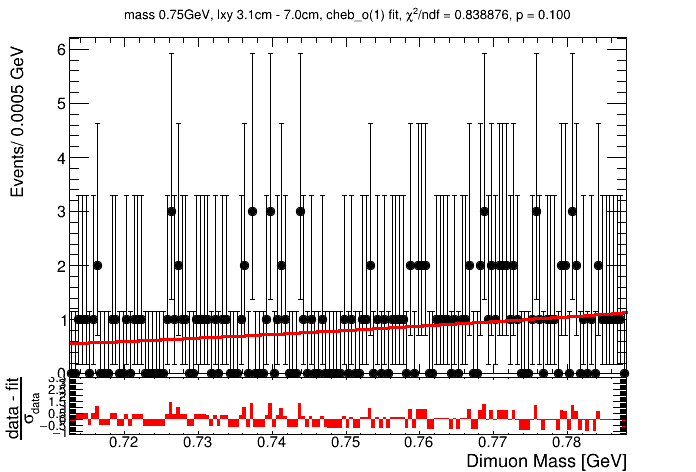 mass 0.75GeV, lxy 3.1cm - 7.0cm, cheb_o(1) fit, χ²/ndf = 0.838876, p = 0.100
Events/ 0.0005 GeV
6
5
4
3
2
1
0
data - fit
σdata
0.72 0.73 0.74 0.75 0.76 0.77 0.78
Dimuon Mass [GeV]